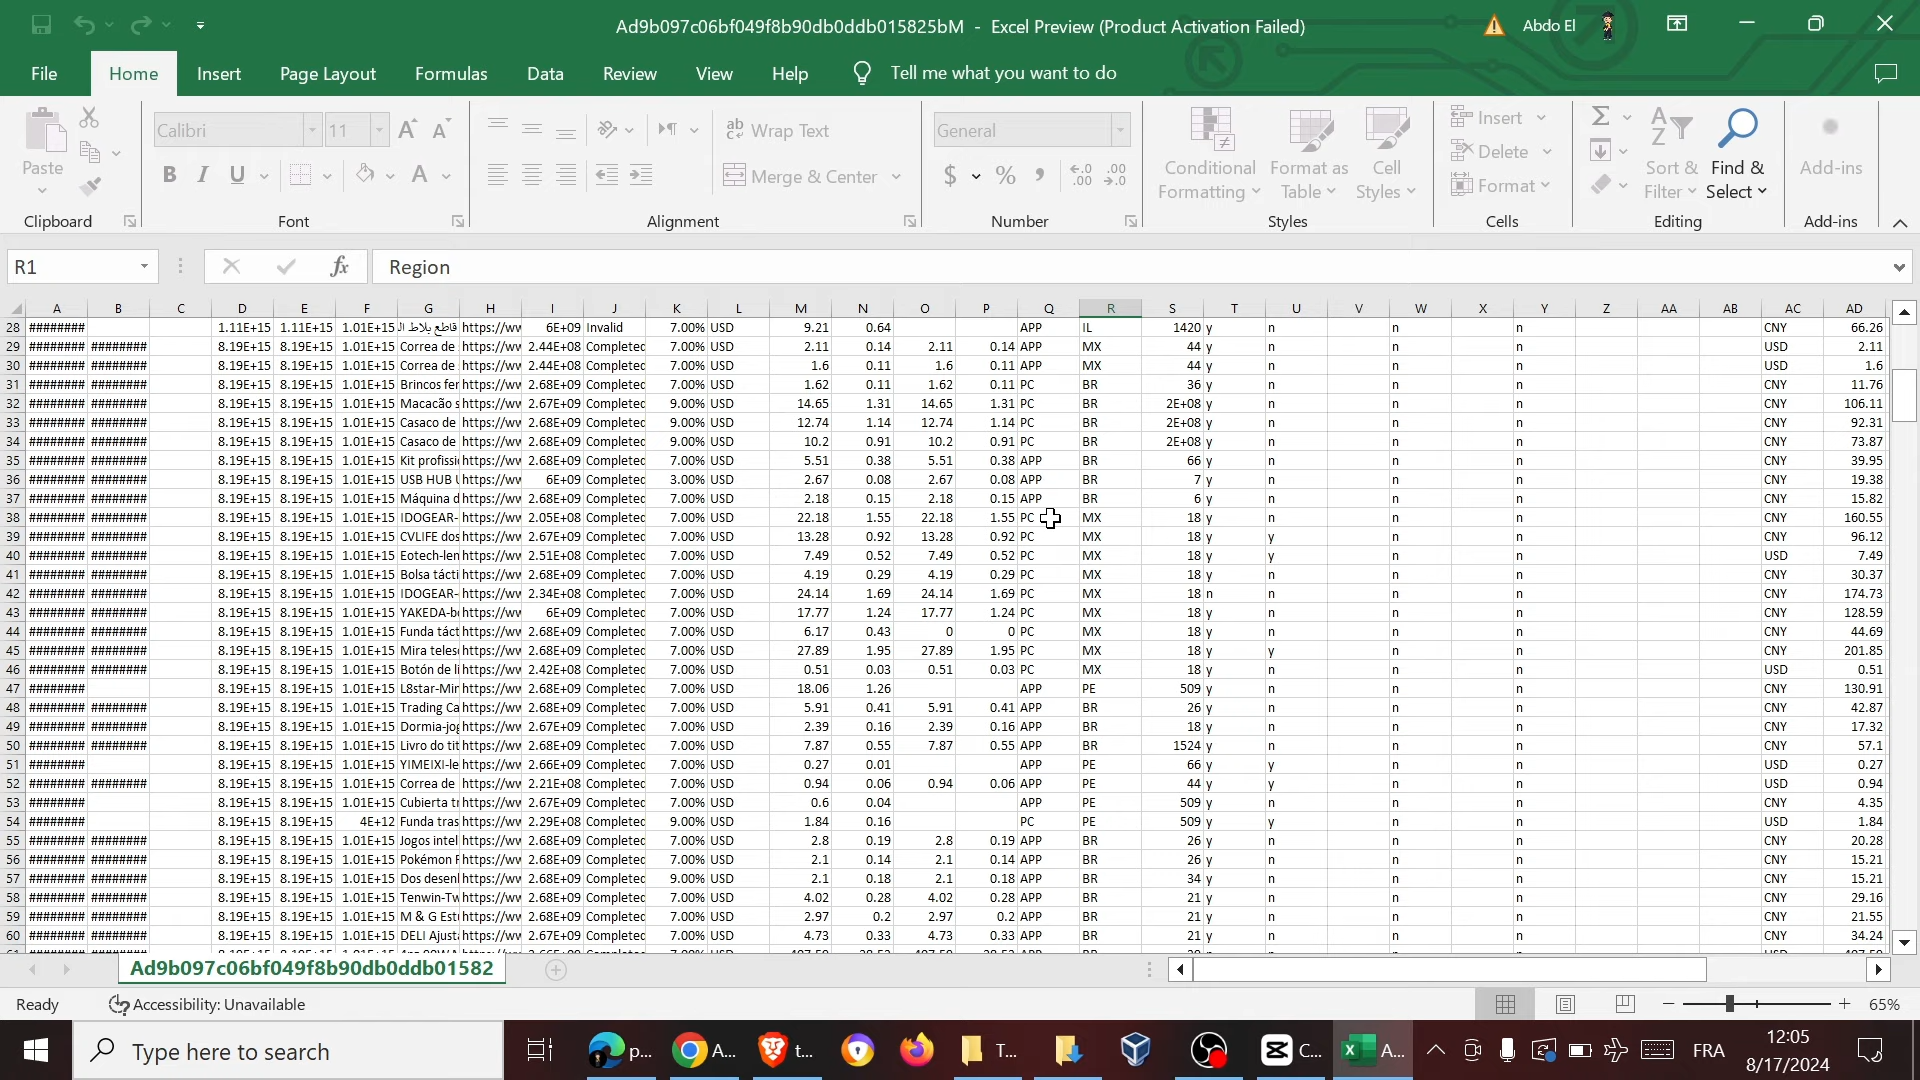 Ad9b097c06bf049f8b90db0ddb015825bM - Excel Preview (Product Activation Failed)
Abdo El
File Home Insert Page Layout Formulas Data Review View Help Tell me what you want to do
Calibri 11 ab Wrap Text General Insert
Paste Conditional Formatting Format as Table Cell Styles Delete Sort & Filter Find & Select Add-ins
B I U A Merge & Center $ % Format
Clipboard Font Alignment Number Styles Cells Editing Add-ins
R1 fx Region
A B C D E F G H I J K L M N O P Q R S T U V W X Y Z AA AB AC AD
28 ######## 1.11E+15 1.11E+15 1.01E+15 قاطع بلاط ال https://ww 6E+09 Invalid 7.00% USD 9.21 0.64 APP IL 1420 y n n n CNY 66.26
29 ######## ######## 8.19E+15 8.19E+15 1.01E+15 Correa de https://ww 2.44E+08 Completed 7.00% USD 2.11 0.14 2.11 0.14 APP MX 44 y n n n USD 2.11
30 ######## ######## 8.19E+15 8.19E+15 1.01E+15 Correa de https://ww 2.44E+08 Completed 7.00% USD 1.6 0.11 1.6 0.11 APP MX 44 y n n n USD 1.6
31 ######## ######## 8.19E+15 8.19E+15 1.01E+15 Brincos fer https://ww 2.68E+09 Completed 7.00% USD 1.62 0.11 1.62 0.11 PC BR 36 y n n n CNY 11.76
32 ######## ######## 8.19E+15 8.19E+15 1.01E+15 Macacão s https://ww 2.67E+09 Completed 9.00% USD 14.65 1.31 14.65 1.31 PC BR 2E+08 y n n n CNY 106.11
33 ######## ######## 8.19E+15 8.19E+15 1.01E+15 Casaco de https://ww 2.68E+09 Completed 9.00% USD 12.74 1.14 12.74 1.14 PC BR 2E+08 y n n n CNY 92.31
34 ######## ######## 8.19E+15 8.19E+15 1.01E+15 Casaco de https://ww 2.68E+09 Completed 9.00% USD 10.2 0.91 10.2 0.91 PC BR 2E+08 y n n n CNY 73.87
35 ######## ######## 8.19E+15 8.19E+15 1.01E+15 Kit profissi https://ww 2.68E+09 Completed 7.00% USD 5.51 0.38 5.51 0.38 APP BR 66 y n n n CNY 39.95
36 ######## ######## 8.19E+15 8.19E+15 1.01E+15 USB HUB U https://ww 6E+09 Completed 3.00% USD 2.67 0.08 2.67 0.08 APP BR 7 y n n n CNY 19.38
37 ######## ######## 8.19E+15 8.19E+15 1.01E+15 Máquina d https://ww 2.68E+09 Completed 7.00% USD 2.18 0.15 2.18 0.15 APP BR 6 y n n n CNY 15.82
38 ######## ######## 8.19E+15 8.19E+15 1.01E+15 IDOGEAR- https://ww 2.05E+08 Completed 7.00% USD 22.18 1.55 22.18 1.55 PC MX 18 y n n n CNY 160.55
39 ######## ######## 8.19E+15 8.19E+15 1.01E+15 CVLIFE dos https://ww 2.67E+09 Completed 7.00% USD 13.28 0.92 13.28 0.92 PC MX 18 y y n n CNY 96.12
40 ######## ######## 8.19E+15 8.19E+15 1.01E+15 Eotech-len https://ww 2.51E+08 Completed 7.00% USD 7.49 0.52 7.49 0.52 PC MX 18 y y n n USD 7.49
41 ######## ######## 8.19E+15 8.19E+15 1.01E+15 Bolsa tácti https://ww 2.68E+09 Completed 7.00% USD 4.19 0.29 4.19 0.29 PC MX 18 y n n n CNY 30.37
42 ######## ######## 8.19E+15 8.19E+15 1.01E+15 IDOGEAR- https://ww 2.34E+08 Completed 7.00% USD 24.14 1.69 24.14 1.69 PC MX 18 n n n n CNY 174.73
43 ######## ######## 8.19E+15 8.19E+15 1.01E+15 YAKEDA-b https://ww 6E+09 Completed 7.00% USD 17.77 1.24 17.77 1.24 PC MX 18 y n n n CNY 128.59
44 ######## ######## 8.19E+15 8.19E+15 1.01E+15 Funda táct https://ww 2.68E+09 Completed 7.00% USD 6.17 0.43 0 0 PC MX 18 y n n n CNY 44.69
45 ######## ######## 8.19E+15 8.19E+15 1.01E+15 Mira teles https://ww 2.68E+09 Completed 7.00% USD 27.89 1.95 27.89 1.95 PC MX 18 y y n n CNY 201.85
46 ######## ######## 8.19E+15 8.19E+15 1.01E+15 Botón de li https://ww 2.42E+08 Completed 7.00% USD 0.51 0.03 0.51 0.03 PC MX 18 y n n n USD 0.51
47 ######## 8.19E+15 8.19E+15 1.01E+15 L8star-Min https://ww 2.68E+09 Completed 7.00% USD 18.06 1.26 APP PE 509 y n n n CNY 130.91
48 ######## ######## 8.19E+15 8.19E+15 1.01E+15 Trading Ca https://ww 2.68E+09 Completed 7.00% USD 5.91 0.41 5.91 0.41 APP BR 26 y n n n CNY 42.87
49 ######## ######## 8.19E+15 8.19E+15 1.01E+15 Dormia-jog https://ww 2.67E+09 Completed 7.00% USD 2.39 0.16 2.39 0.16 APP BR 18 y n n n CNY 17.32
50 ######## ######## 8.19E+15 8.19E+15 1.01E+15 Livro do tit https://ww 2.68E+09 Completed 7.00% USD 7.87 0.55 7.87 0.55 APP BR 1524 y n n n CNY 57.1
51 ######## 8.19E+15 8.19E+15 1.01E+15 YIMEIXI-le https://ww 2.66E+09 Completed 7.00% USD 0.27 0.01 APP PE 66 y y n n USD 0.27
52 ######## ######## 8.19E+15 8.19E+15 1.01E+15 Correa de https://ww 2.21E+08 Completed 7.00% USD 0.94 0.06 0.94 0.06 APP PE 44 y y n n USD 0.94
53 ######## 8.19E+15 8.19E+15 1.01E+15 Cubierta tr https://ww 2.67E+09 Completed 7.00% USD 0.6 0.04 APP PE 509 y n n n CNY 4.35
54 ######## 8.19E+15 8.19E+15 4E+12 Funda tras https://ww 2.29E+08 Completed 9.00% USD 1.84 0.16 PC PE 509 y y n n USD 1.84
55 ######## ######## 8.19E+15 8.19E+15 1.01E+15 Jogos intel https://ww 2.68E+09 Completed 7.00% USD 2.8 0.19 2.8 0.19 APP BR 26 y n n n CNY 20.28
56 ######## ######## 8.19E+15 8.19E+15 1.01E+15 Pokémon F https://ww 2.68E+09 Completed 7.00% USD 2.1 0.14 2.1 0.14 APP BR 26 y n n n CNY 15.21
57 ######## ######## 8.19E+15 8.19E+15 1.01E+15 Dos desenl https://ww 2.68E+09 Completed 9.00% USD 2.1 0.18 2.1 0.18 APP BR 34 y n n n CNY 15.21
58 ######## ######## 8.19E+15 8.19E+15 1.01E+15 Tenwin-Tw https://ww 2.68E+09 Completed 7.00% USD 4.02 0.28 4.02 0.28 APP BR 21 y n n n CNY 29.16
59 ######## ######## 8.19E+15 8.19E+15 1.01E+15 M & G Est https://ww 2.68E+09 Completed 7.00% USD 2.97 0.2 2.97 0.2 APP BR 21 y n n n CNY 21.55
60 ######## ######## 8.19E+15 8.19E+15 1.01E+15 DELI Ajust https://ww 2.67E+09 Completed 7.00% USD 4.73 0.33 4.73 0.33 APP BR 21 y n n n CNY 34.24
Ad9b097c06bf049f8b90db0ddb01582
Ready Accessibility: Unavailable 65%
Type here to search p... A... t... T... C... A... FRA 12:05
8/17/2024